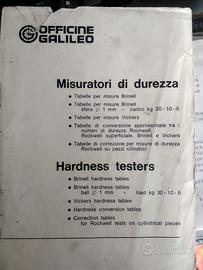 OFFICINE
GALILEO
Misuratori di durezza
• Tabelle per misure Brinell
• Tabelle per misure Brinell
sfera ∅ 1 mm - carico kg 30-10-5
• Tabelle per misure Vickers
• Tabelle di conversione approssimata tra i
numeri di durezza Rockwell,
Rockwell superficiale, Brinell e Vickers
• Tabelle di correzione per misure di durezza
Rockwell su pezzi cilindrici
Hardness testers
• Brinell hardness tables
• Brinell hardness tables
ball ∅ 1 mm - load kg 30-10-5
• Vickers hardness tables
• Hardness conversion tables
• Correction tables
for Rockwell tests on cylindrical pieces
subito